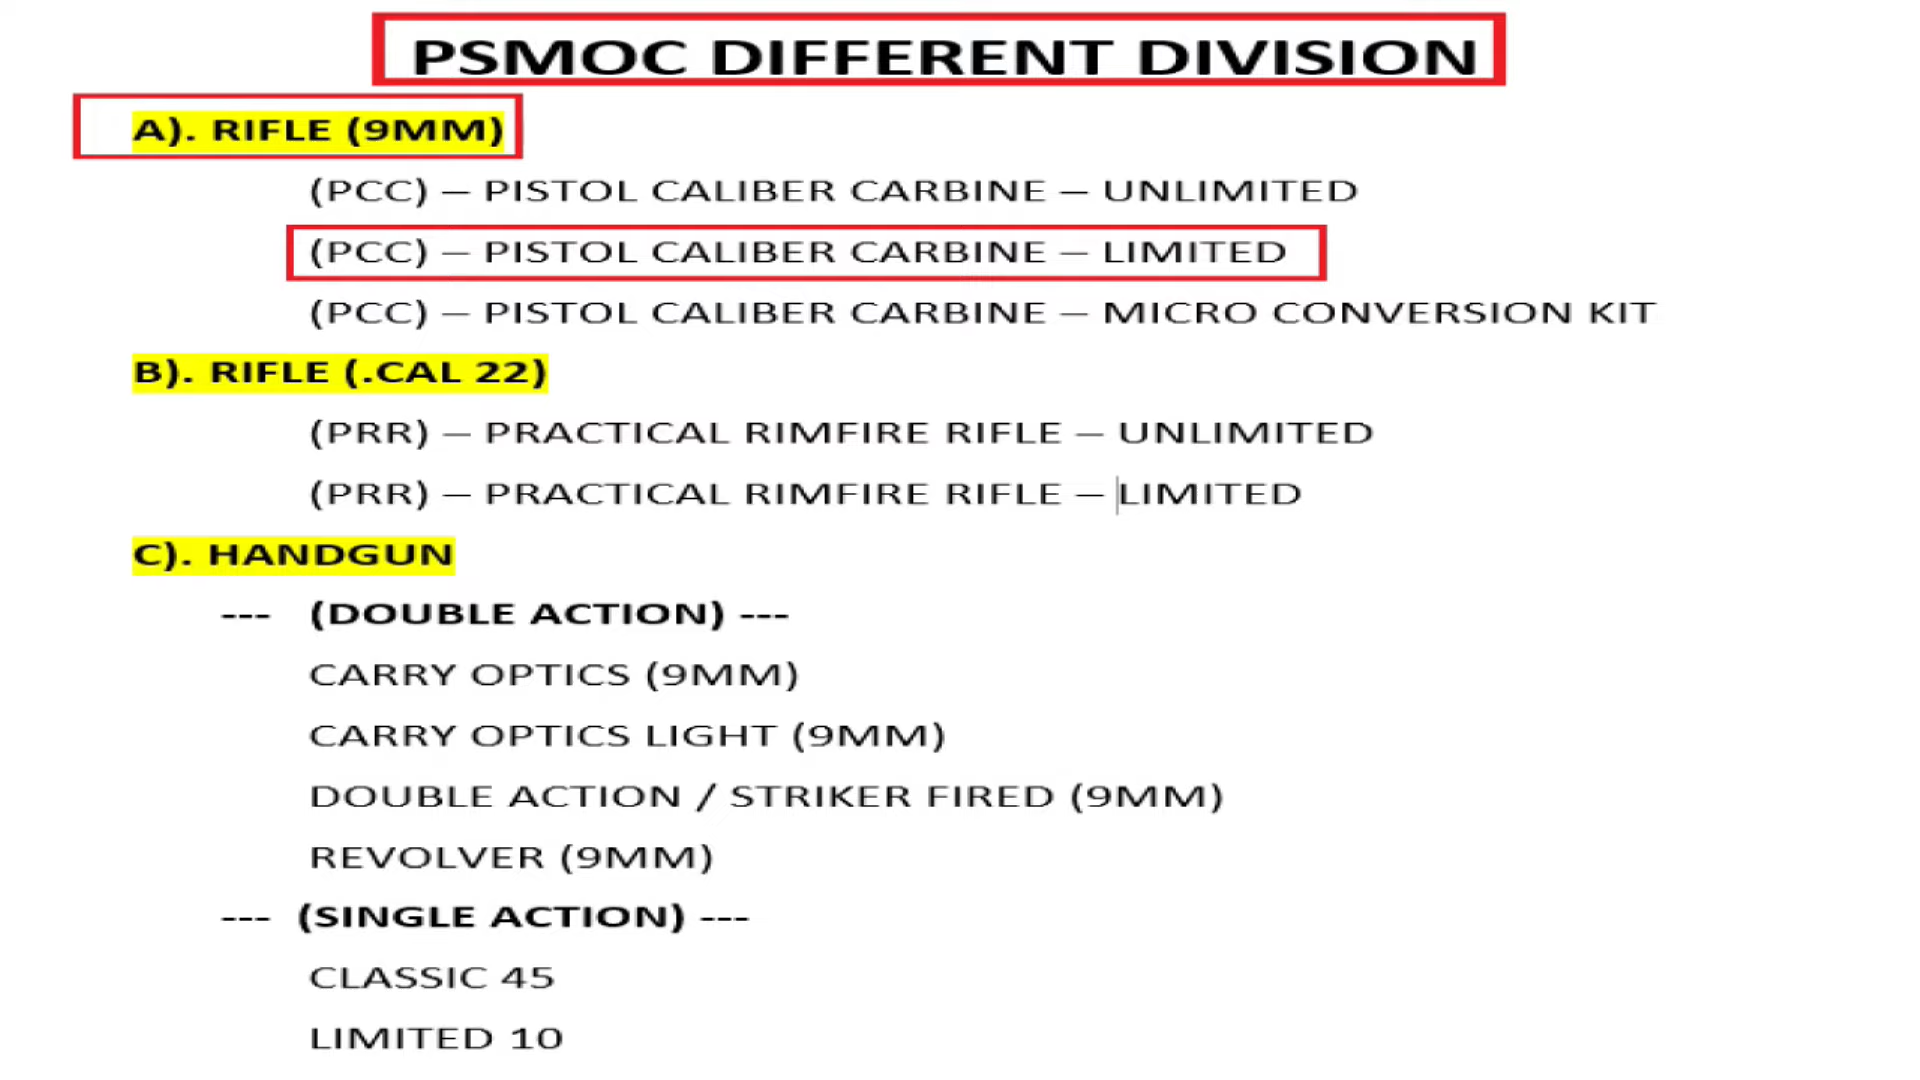 PSMOC DIFFERENT DIVISION
A). RIFLE (9MM)
(PCC) – PISTOL CALIBER CARBINE – UNLIMITED
(PCC) – PISTOL CALIBER CARBINE – LIMITED
(PCC) – PISTOL CALIBER CARBINE – MICRO CONVERSION KIT
B). RIFLE (.CAL 22)
(PRR) – PRACTICAL RIMFIRE RIFLE – UNLIMITED
(PRR) – PRACTICAL RIMFIRE RIFLE – LIMITED
C). HANDGUN
--- (DOUBLE ACTION) ---
CARRY OPTICS (9MM)
CARRY OPTICS LIGHT (9MM)
DOUBLE ACTION / STRIKER FIRED (9MM)
REVOLVER (9MM)
--- (SINGLE ACTION) ---
CLASSIC 45
LIMITED 10